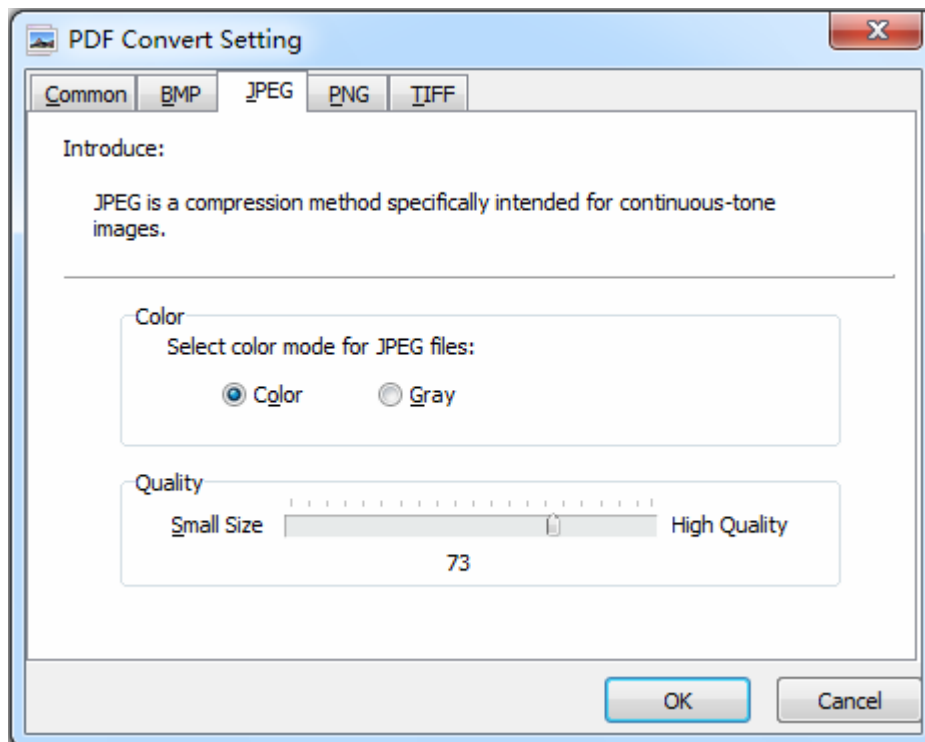 PDF Convert Setting
Common BMP JPEG PNG TIFF
Introduce:
JPEG is a compression method specifically intended for continuous-tone
images.
Color
Select color mode for JPEG files:
Color Gray
Quality
Small Size High Quality
73
OK Cancel